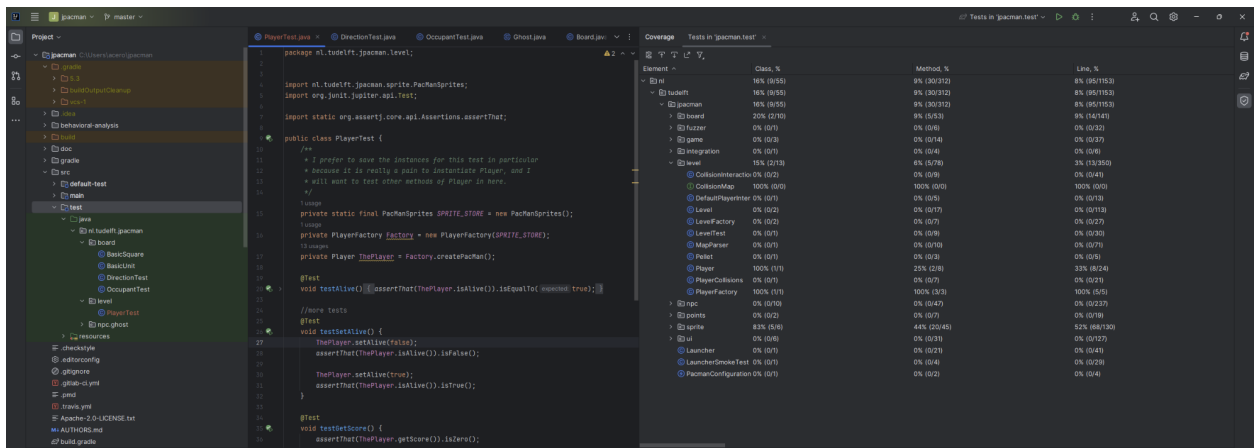 jpacman
master
Tests in 'jpacman.test'
Project
jpacman C:\Users\acero\jpacman
.gradle
5.3
buildOutputCleanup
vcs-1
.idea
behavioral-analysis
build
doc
gradle
src
default-test
main
test
java
nl.tudelft.jpacman
board
BasicSquare
BasicUnit
DirectionTest
OccupantTest
level
PlayerTest
npc.ghost
resources
.checkstyle
.editorconfig
.gitignore
.gitlab-ci.yml
.pmd
.travis.yml
Apache-2.0-LICENSE.txt
AUTHORS.md
build.gradle
PlayerTest.java DirectionTest.java OccupantTest.java Ghost.java Board.jav
2
package nl.tudelft.jpacman.level;
import nl.tudelft.jpacman.sprite.PacManSprites;
import org.junit.jupiter.api.Test;
import static org.assertj.core.api.Assertions.assertThat;
public class PlayerTest {
/**
* I prefer to save the instances for this test in particular
* because it is really a pain to instantiate Player, and I
* will want to test other methods of Player in here.
*/
1 usage
private static final PacManSprites SPRITE_STORE = new PacManSprites();
1 usage
private PlayerFactory Factory = new PlayerFactory(SPRITE_STORE);
13 usages
private Player ThePlayer = Factory.createPacMan();
@Test
void testAlive() { assertThat(ThePlayer.isAlive()).isEqualTo( expected: true); }
//more tests
@Test
void testSetAlive() {
ThePlayer.setAlive(false);
assertThat(ThePlayer.isAlive()).isFalse();
ThePlayer.setAlive(true);
assertThat(ThePlayer.isAlive()).isTrue();
}
@Test
void testGetScore() {
assertThat(ThePlayer.getScore()).isZero();
Coverage Tests in 'jpacman.test'
Element Class, % Method, % Line, %
nl 16% (9/55) 9% (30/312) 8% (95/1153)
tudelft 16% (9/55) 9% (30/312) 8% (95/1153)
jpacman 16% (9/55) 9% (30/312) 8% (95/1153)
board 20% (2/10) 9% (5/53) 9% (14/141)
fuzzer 0% (0/1) 0% (0/6) 0% (0/32)
game 0% (0/3) 0% (0/14) 0% (0/37)
integration 0% (0/1) 0% (0/4) 0% (0/6)
level 15% (2/13) 6% (5/78) 3% (13/350)
CollisionInteractio 0% (0/2) 0% (0/9) 0% (0/41)
CollisionMap 100% (0/0) 100% (0/0) 100% (0/0)
DefaultPlayerInter 0% (0/1) 0% (0/5) 0% (0/13)
Level 0% (0/2) 0% (0/17) 0% (0/113)
LevelFactory 0% (0/2) 0% (0/7) 0% (0/27)
LevelTest 0% (0/1) 0% (0/9) 0% (0/30)
MapParser 0% (0/1) 0% (0/10) 0% (0/71)
Pellet 0% (0/1) 0% (0/3) 0% (0/5)
Player 100% (1/1) 25% (2/8) 33% (8/24)
PlayerCollisions 0% (0/1) 0% (0/7) 0% (0/21)
PlayerFactory 100% (1/1) 100% (3/3) 100% (5/5)
npc 0% (0/10) 0% (0/47) 0% (0/237)
points 0% (0/2) 0% (0/7) 0% (0/19)
sprite 83% (5/6) 44% (20/45) 52% (68/130)
ui 0% (0/6) 0% (0/31) 0% (0/127)
Launcher 0% (0/1) 0% (0/21) 0% (0/41)
LauncherSmokeTest 0% (0/1) 0% (0/4) 0% (0/29)
PacmanConfiguration 0% (0/1) 0% (0/2) 0% (0/4)